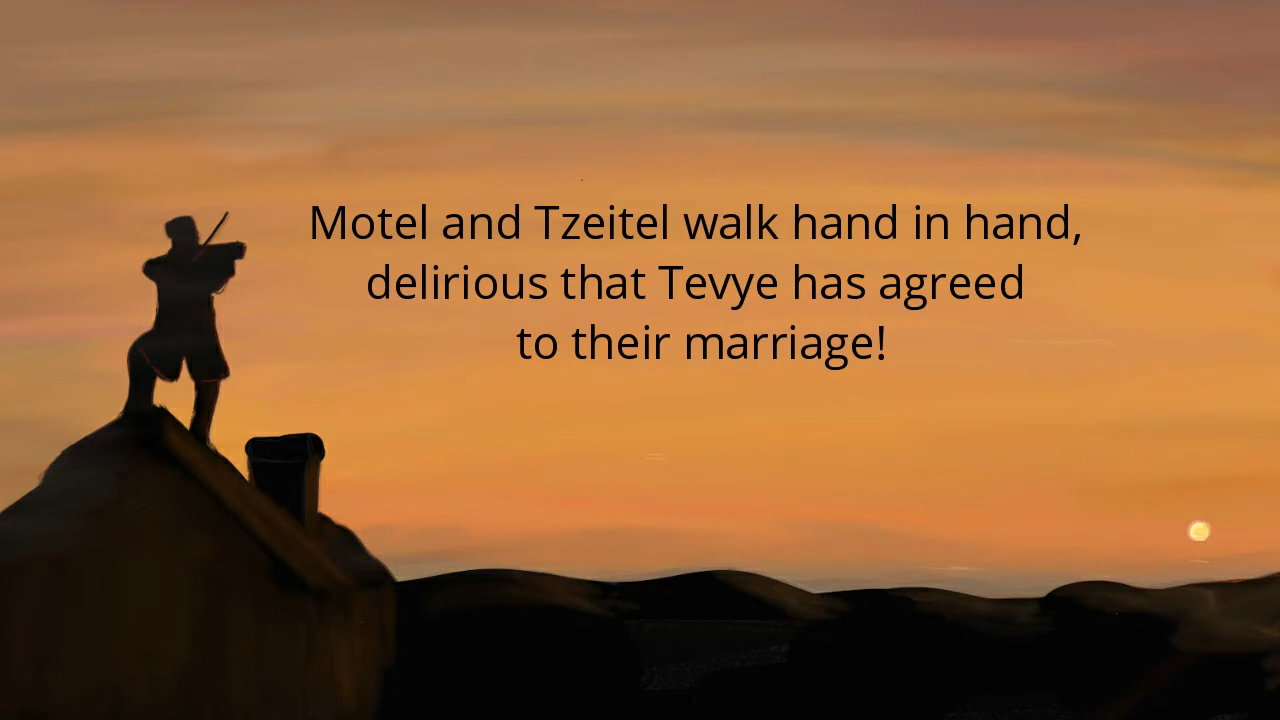 Motel and Tzeitel walk hand in hand,
delirious that Tevye has agreed
to their marriage!